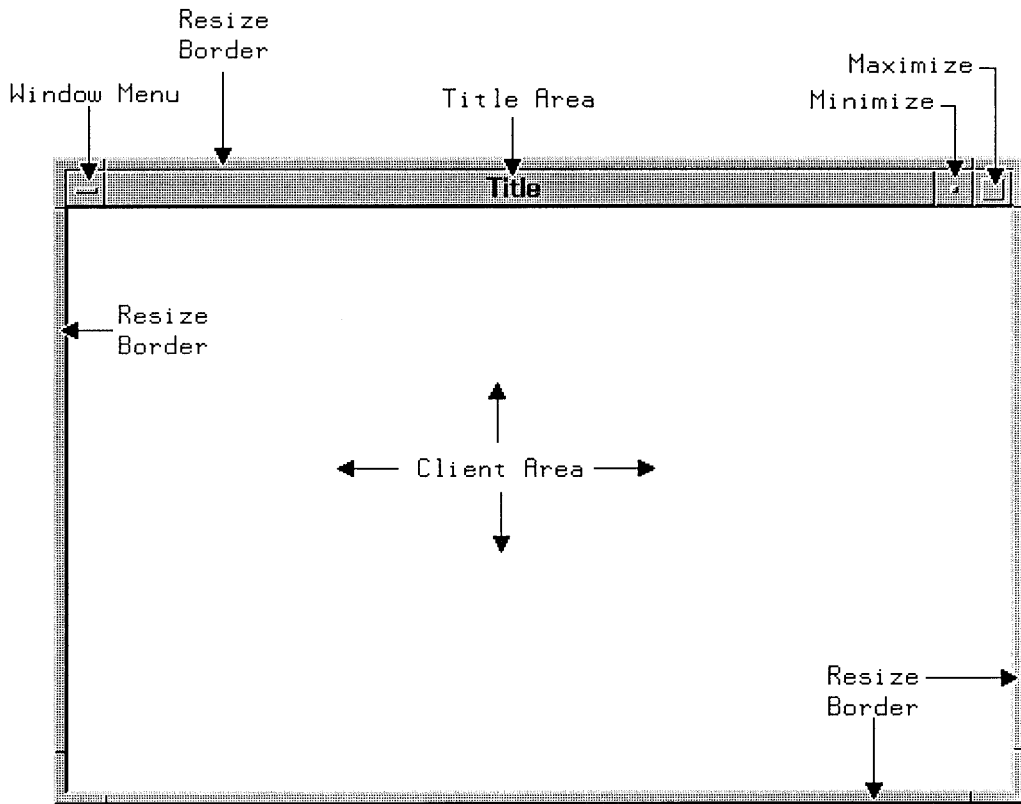 Resize
Border
Maximize
Window Menu
Title Area
Minimize
Title
Resize
Border
Client Area
Resize
Border